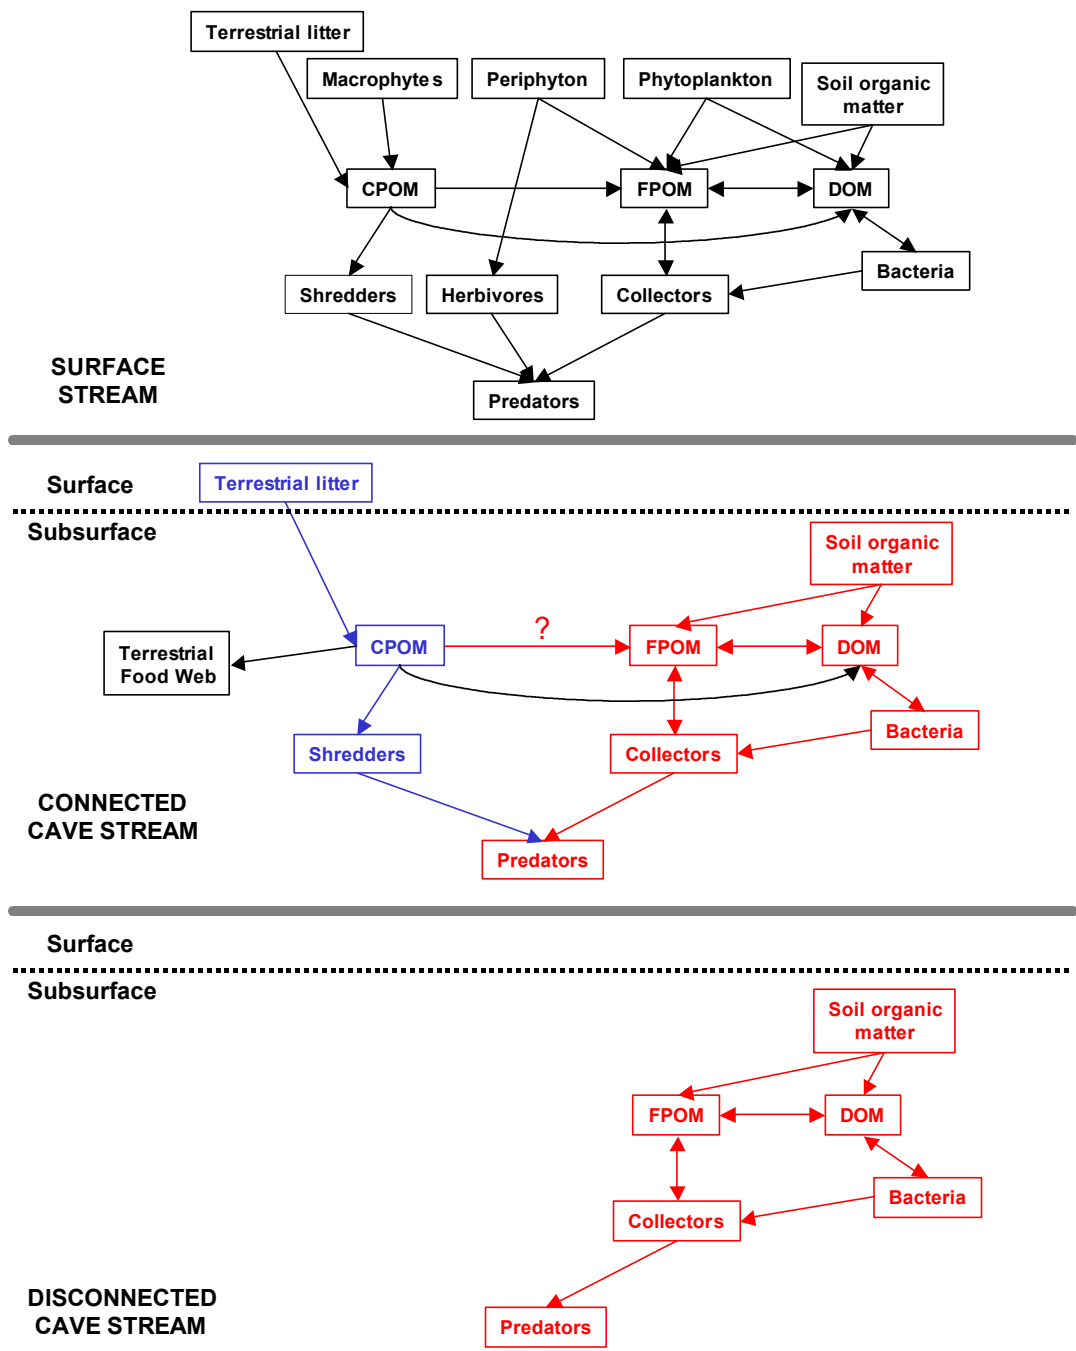 Terrestrial litter
Macrophytes
Periphyton
Phytoplankton
Soil organic
matter
CPOM
FPOM
DOM
Shredders
Herbivores
Collectors
Bacteria
SURFACE
STREAM
Predators
Surface
Terrestrial litter
Subsurface
Soil organic
matter
?
Terrestrial
Food Web
CPOM
FPOM
DOM
Shredders
Collectors
Bacteria
CONNECTED
CAVE STREAM
Predators
Surface
Subsurface
Soil organic
matter
FPOM
DOM
Bacteria
Collectors
DISCONNECTED
CAVE STREAM
Predators